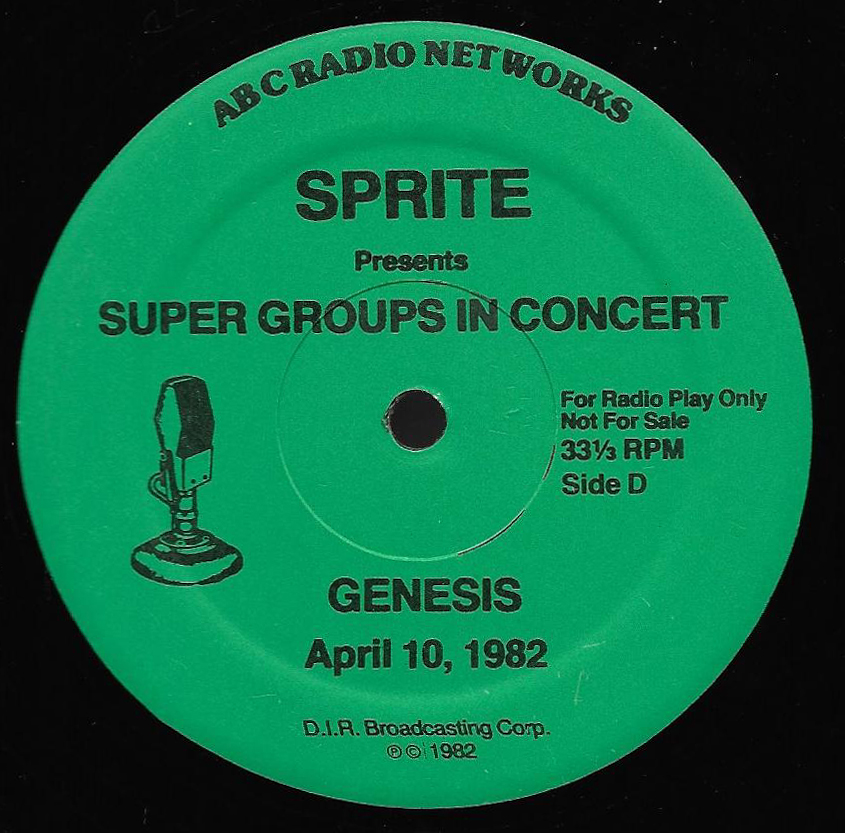 ABC RADIO NETWORKS
SPRITE
Presents
SUPER GROUPS IN CONCERT
For Radio Play Only
Not For Sale
33⅓ RPM
Side D
GENESIS
April 10, 1982
D.I.R. Broadcasting Corp.
℗ © 1982